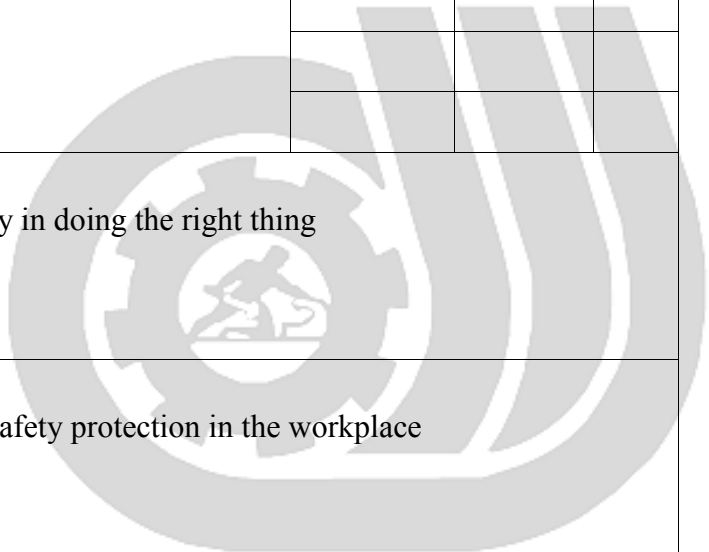 y in doing the right thing
afety protection in the workplace